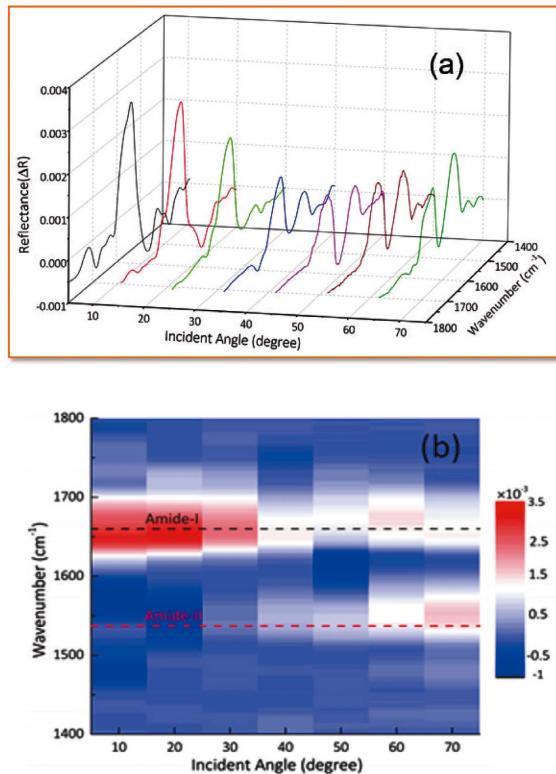 (a)
0.004
0.003
0.002
0.001
0.000
-0.001
Reflectance(ΔR)
10 20 30 40 50 60 70
Incident Angle (degree)
1800 1700 1600 1500 1400
Wavenumber (cm⁻¹)
(b)
1800
1700
1600
1500
1400
Wavenumber (cm⁻¹)
Amide-I
Amide-II
10 20 30 40 50 60 70
Incident Angle (degree)
×10⁻³
3.5
2.5
1.5
0.5
-0.5
-1